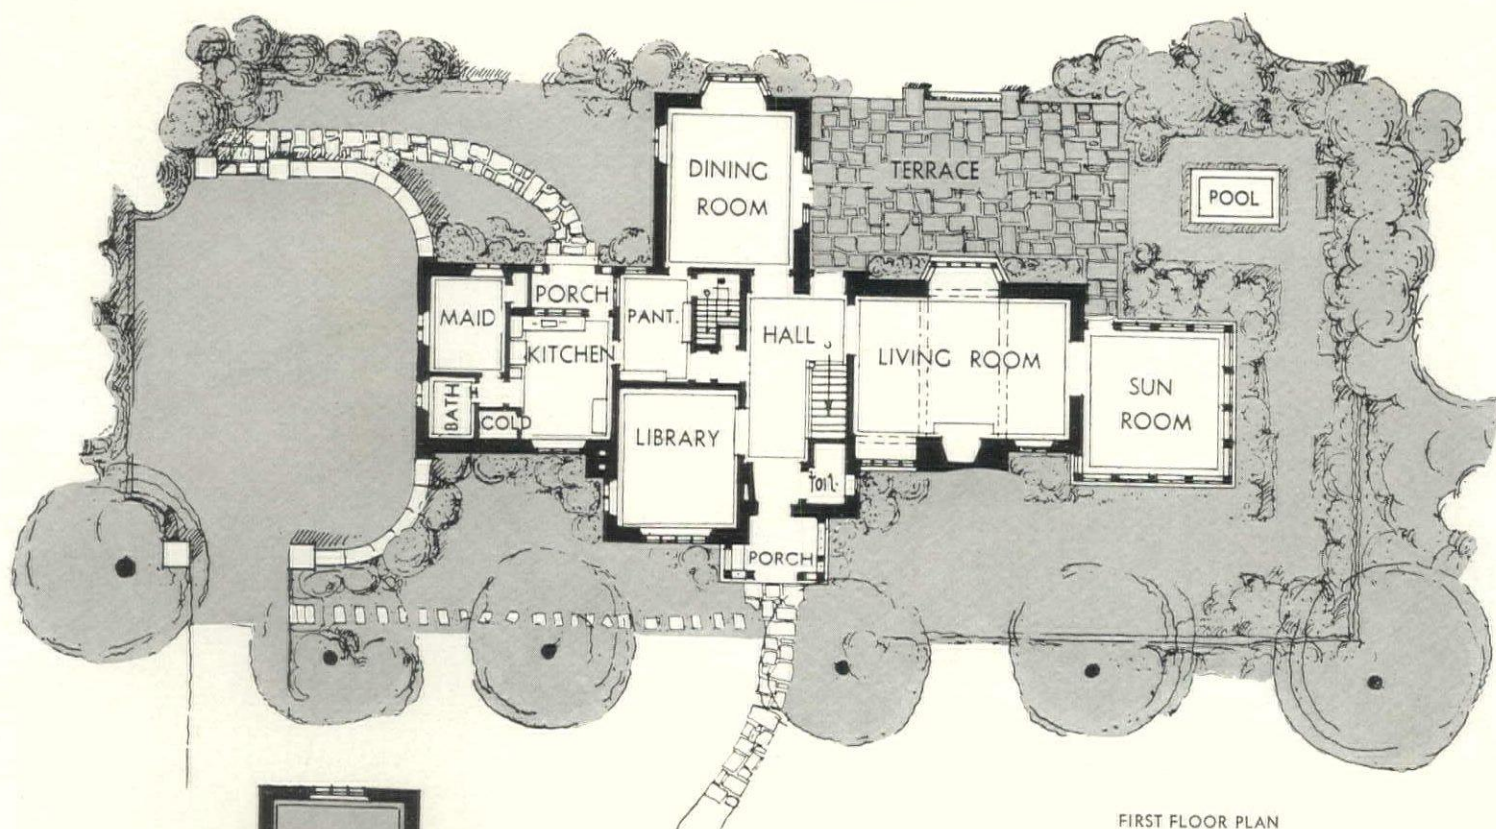 DINING
ROOM
TERRACE
POOL
PORCH
MAID
PANT.
HALL
KITCHEN
LIVING ROOM
SUN
ROOM
BATH
COLD
LIBRARY
Toil.
PORCH
FIRST FLOOR PLAN